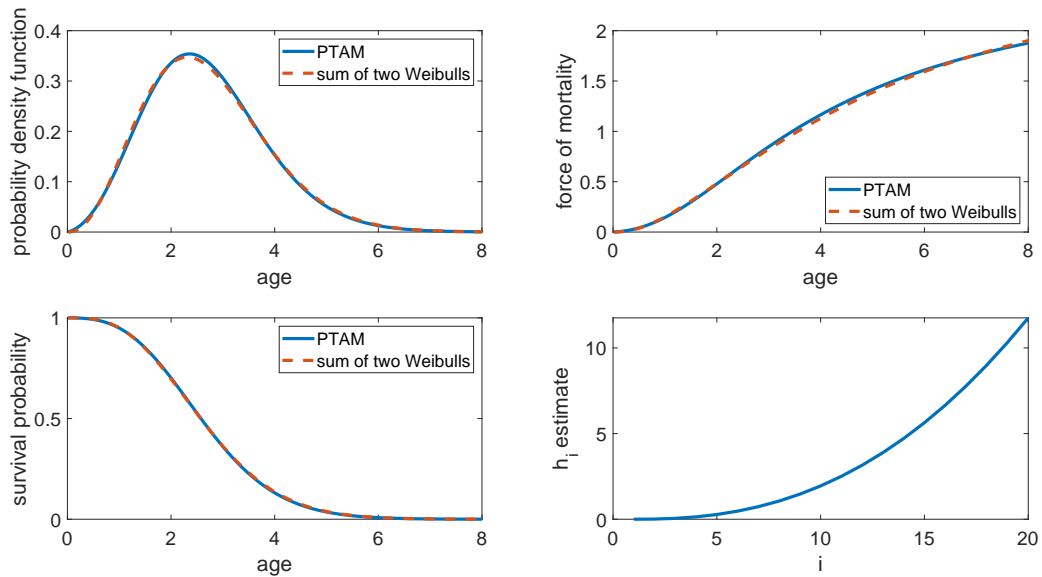 probability density function
0.4
0.3
0.2
0.1
0
0 2 4 6 8
age
PTAM
sum of two Weibulls
force of mortality
2
1.5
1
0.5
0
0 2 4 6 8
age
PTAM
sum of two Weibulls
survival probability
1
0.5
0
0 2 4 6 8
age
PTAM
sum of two Weibulls
h_i estimate
10
5
0
0 5 10 15 20
i